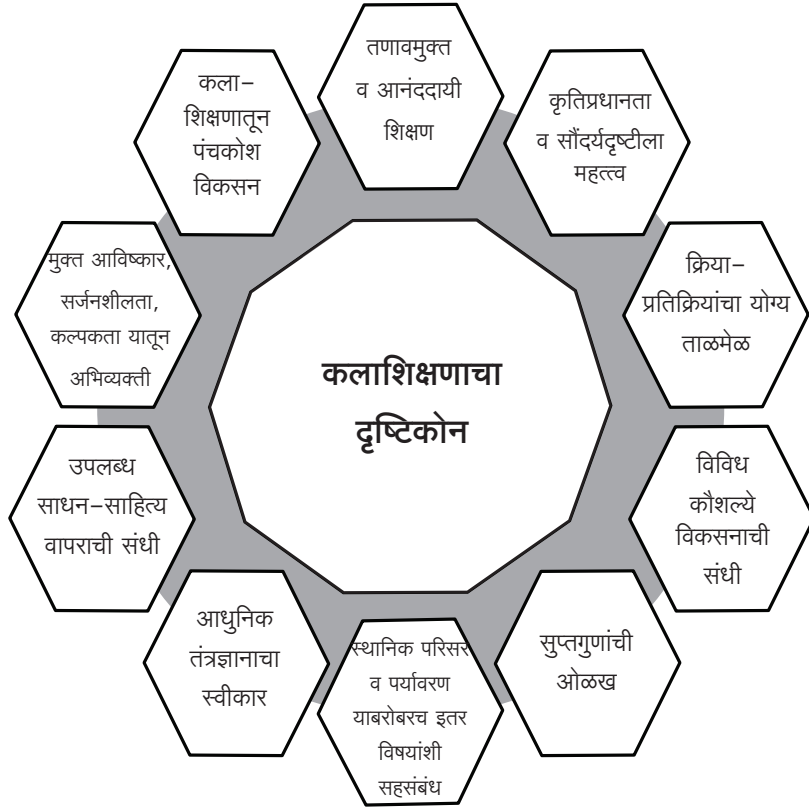 तणावमुक्त
व आनंददायी
शिक्षण
कृतिप्रधानता
व सौंदर्यदृष्टीला
महत्त्व
क्रिया–
प्रतिक्रियांचा योग्य
ताळमेळ
विविध
कौशल्ये
विकसनाची
संधी
सुप्तगुणांची
ओळख
स्थानिक परिसर
व पर्यावरण
याबरोबरच इतर
विषयांशी
सहसंबंध
आधुनिक
तंत्रज्ञानाचा
स्वीकार
उपलब्ध
साधन–साहित्य
वापराची संधी
मुक्त आविष्कार,
सर्जनशीलता,
कल्पकता यातून
अभिव्यक्ती
कला–
शिक्षणातून
पंचकोश
विकसन
कलाशिक्षणाचा
दृष्टिकोन